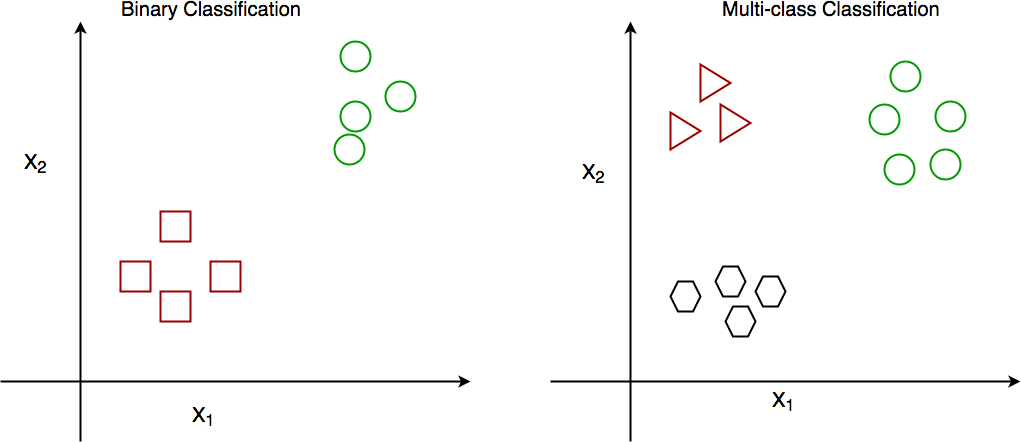 Binary Classification
Multi-class Classification
X₂
X₂
X₁
X₁